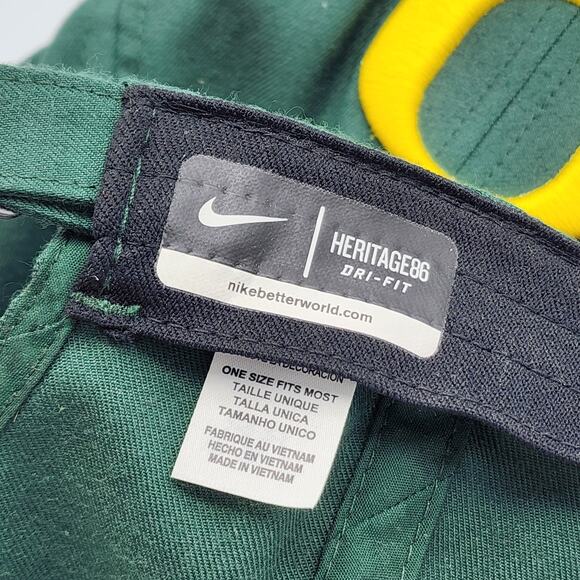 HERITAGE86
DRI-FIT
nikebetterworld.com
ONE SIZE FITS MOST
TAILLE UNIQUE
TALLA UNICA
TAMANHO UNICO
FABRIQUE AU VIETNAM
HECHO EN VIETNAM
MADE IN VIETNAM